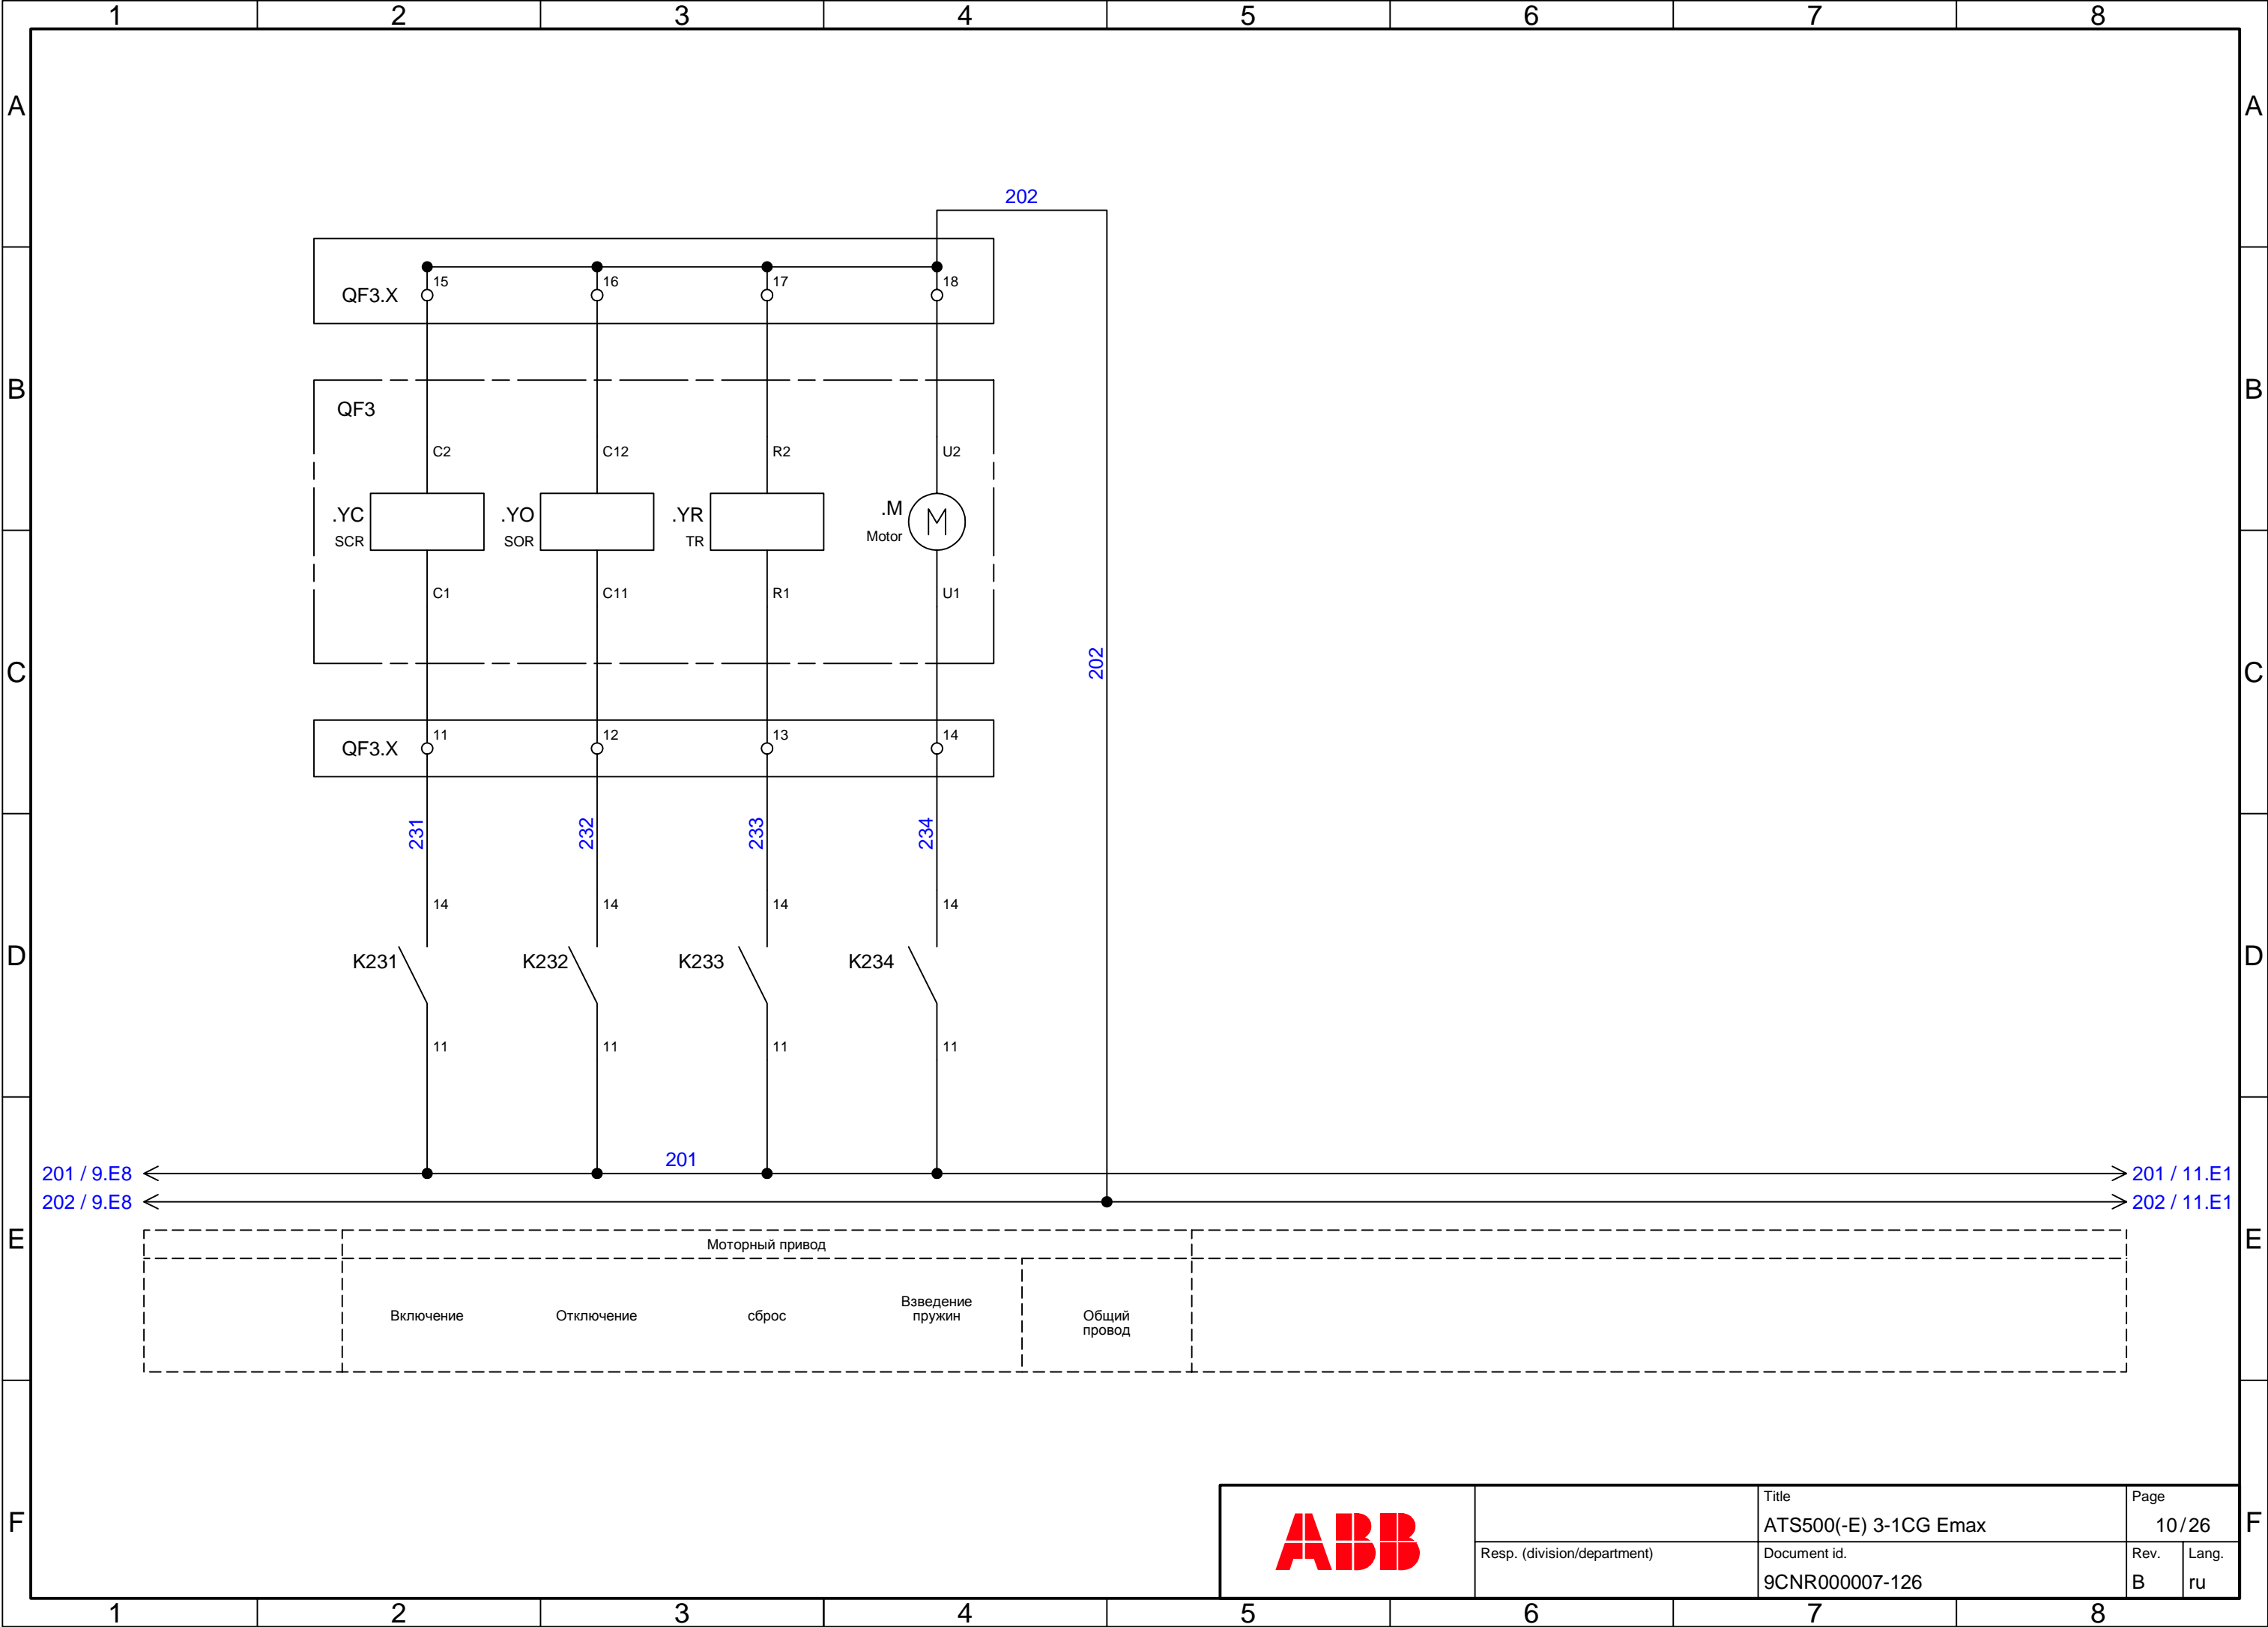 1 2 3 4 5 6 7 8
A A
202
QF3.X 15 16 17 18
B B
QF3
C2 C12 R2 U2
.YC .YO .YR .M M
SCR SOR TR Motor
C1 C11 R1 U1
202
C C
QF3.X 11 12 13 14
231 232 233 234
14 14 14 14
D D
K231 K232 K233 K234
11 11 11 11
201
201 / 9.E8 201 / 11.E1
202 / 9.E8 202 / 11.E1
E E
Моторный привод
Включение Отключение сброс Взведение
пружин
Общий
провод
F F
ABB
Title
ATS500(-E) 3-1CG Emax
Page
10/26
Resp. (division/department)
Document id.
9CNR000007-126
Rev.
B
Lang.
ru
1 2 3 4 5 6 7 8